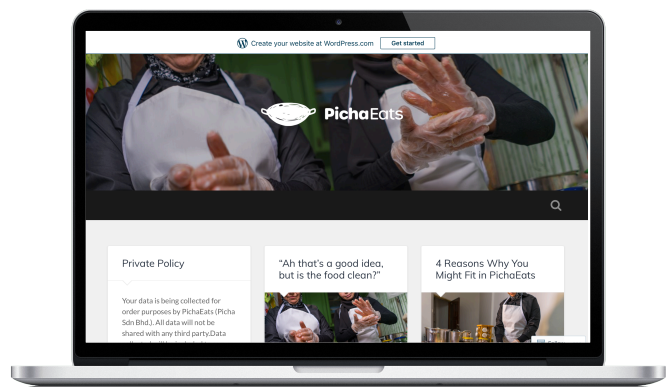 Create your website at WordPress.com
Get started
PichaEats
Private Policy
Your data is being collected for
order purposes by PichaEats (Picha
Sdn Bhd.). All data will not be
shared with any third party.Data
“Ah that’s a good idea,
but is the food clean?”
4 Reasons Why You
Might Fit in PichaEats